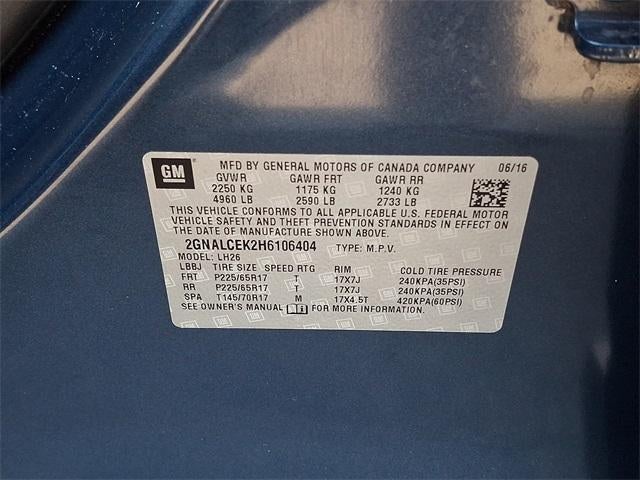 GM
MFD BY GENERAL MOTORS OF CANADA COMPANY 06/16
GVWR GAWR FRT GAWR RR
2250 KG 1175 KG 1240 KG
4960 LB 2590 LB 2733 LB
THIS VEHICLE CONFORMS TO ALL APPLICABLE U.S. FEDERAL MOTOR
VEHICLE SAFETY AND THEFT PREVENTION STANDARDS IN EFFECT ON
THE DATE OF MANUFACTURE SHOWN ABOVE.
2GNALCEK2H6106404 TYPE: M.P.V.
MODEL: LH26
LBBJ TIRE SIZE SPEED RTG RIM COLD TIRE PRESSURE
FRT P225/65R17 T 17X7J 240KPA(35PSI)
RR P225/65R17 T 17X7J 240KPA(35PSI)
SPA T145/70R17 M 17X4.5T 420KPA(60PSI)
SEE OWNER'S MANUAL FOR MORE INFORMATION.